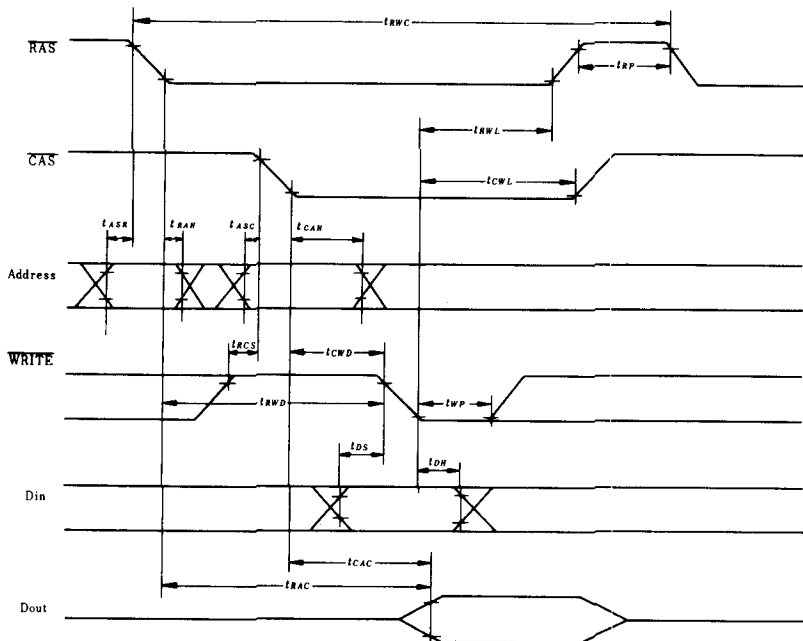 tRWC
RAS
tRP
tRWL
CAS
tCWL
tASR
tRAH
tASC
tCAH
Address
tRCS
tCWD
WRITE
tRWD
tWP
tDS
tDH
Din
tCAC
tRAC
Dout